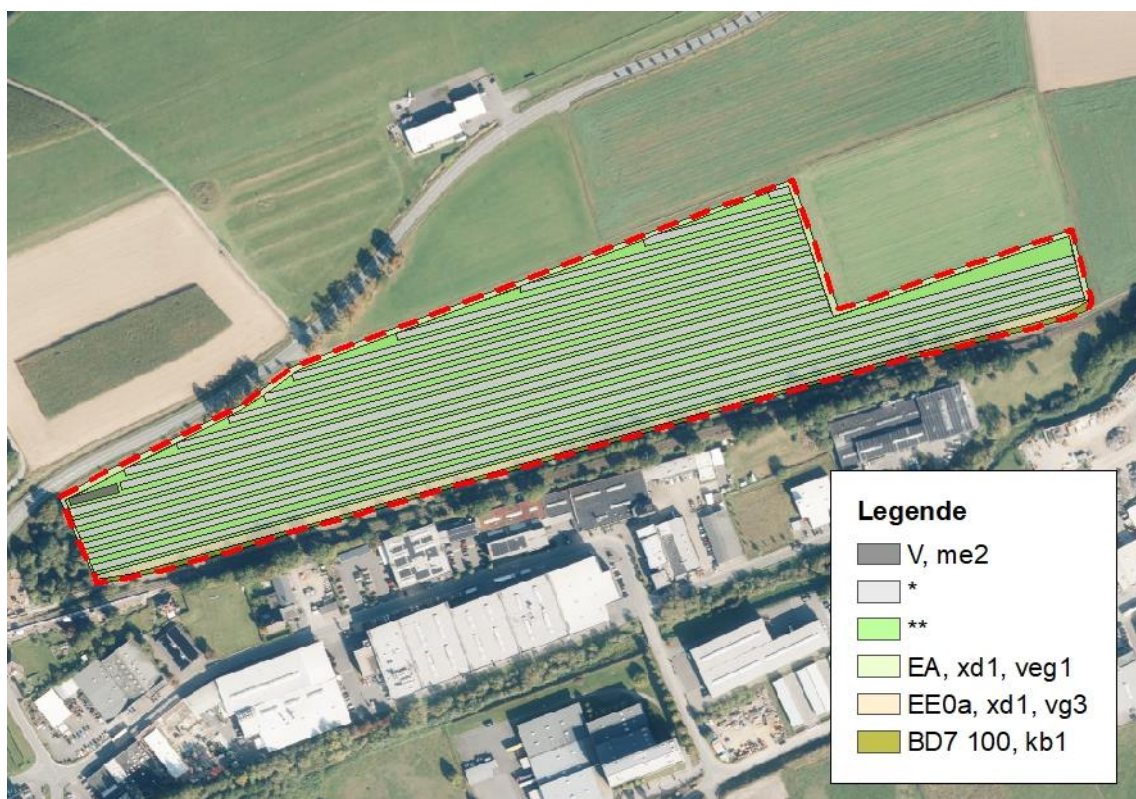 Legende
V, me2
*
**
EA, xd1, veg1
EE0a, xd1, vg3
BD7 100, kb1